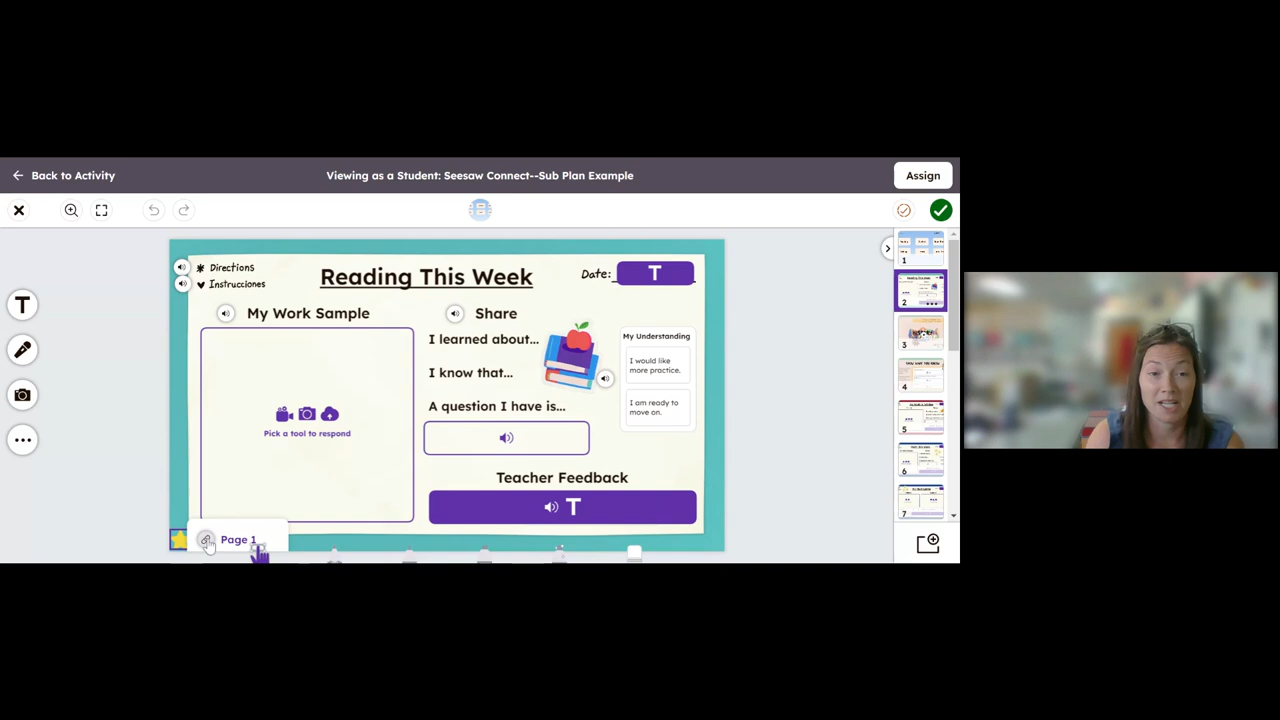 Back to Activity
Viewing as a Student: Seesaw Connect--Sub Plan Example
Assign
Directions
Instrucciones
Reading This Week
Date:
T
My Work Sample
Share
I learned about...
I know that...
A question I have is...
My Understanding
I would like
more practice.
I am ready to
move on.
Pick a tool to respond
Teacher Feedback
T
Page 1
T
1
2
3
4
5
6
7